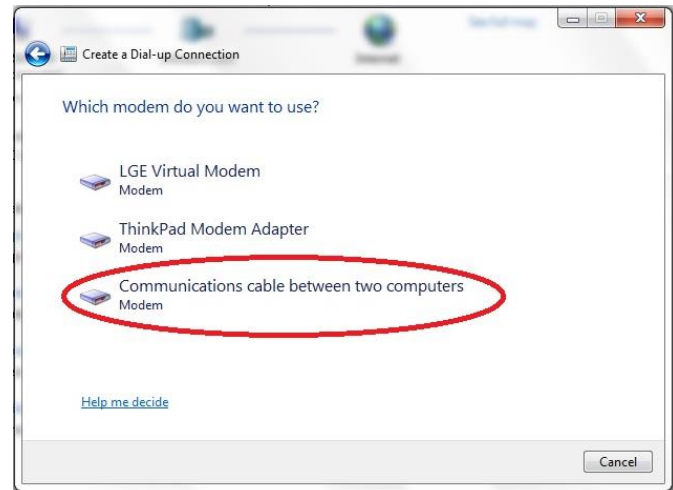 Create a Dial-up Connection
Which modem do you want to use?
LGE Virtual Modem
Modem
ThinkPad Modem Adapter
Modem
Communications cable between two computers
Modem
Help me decide
Cancel